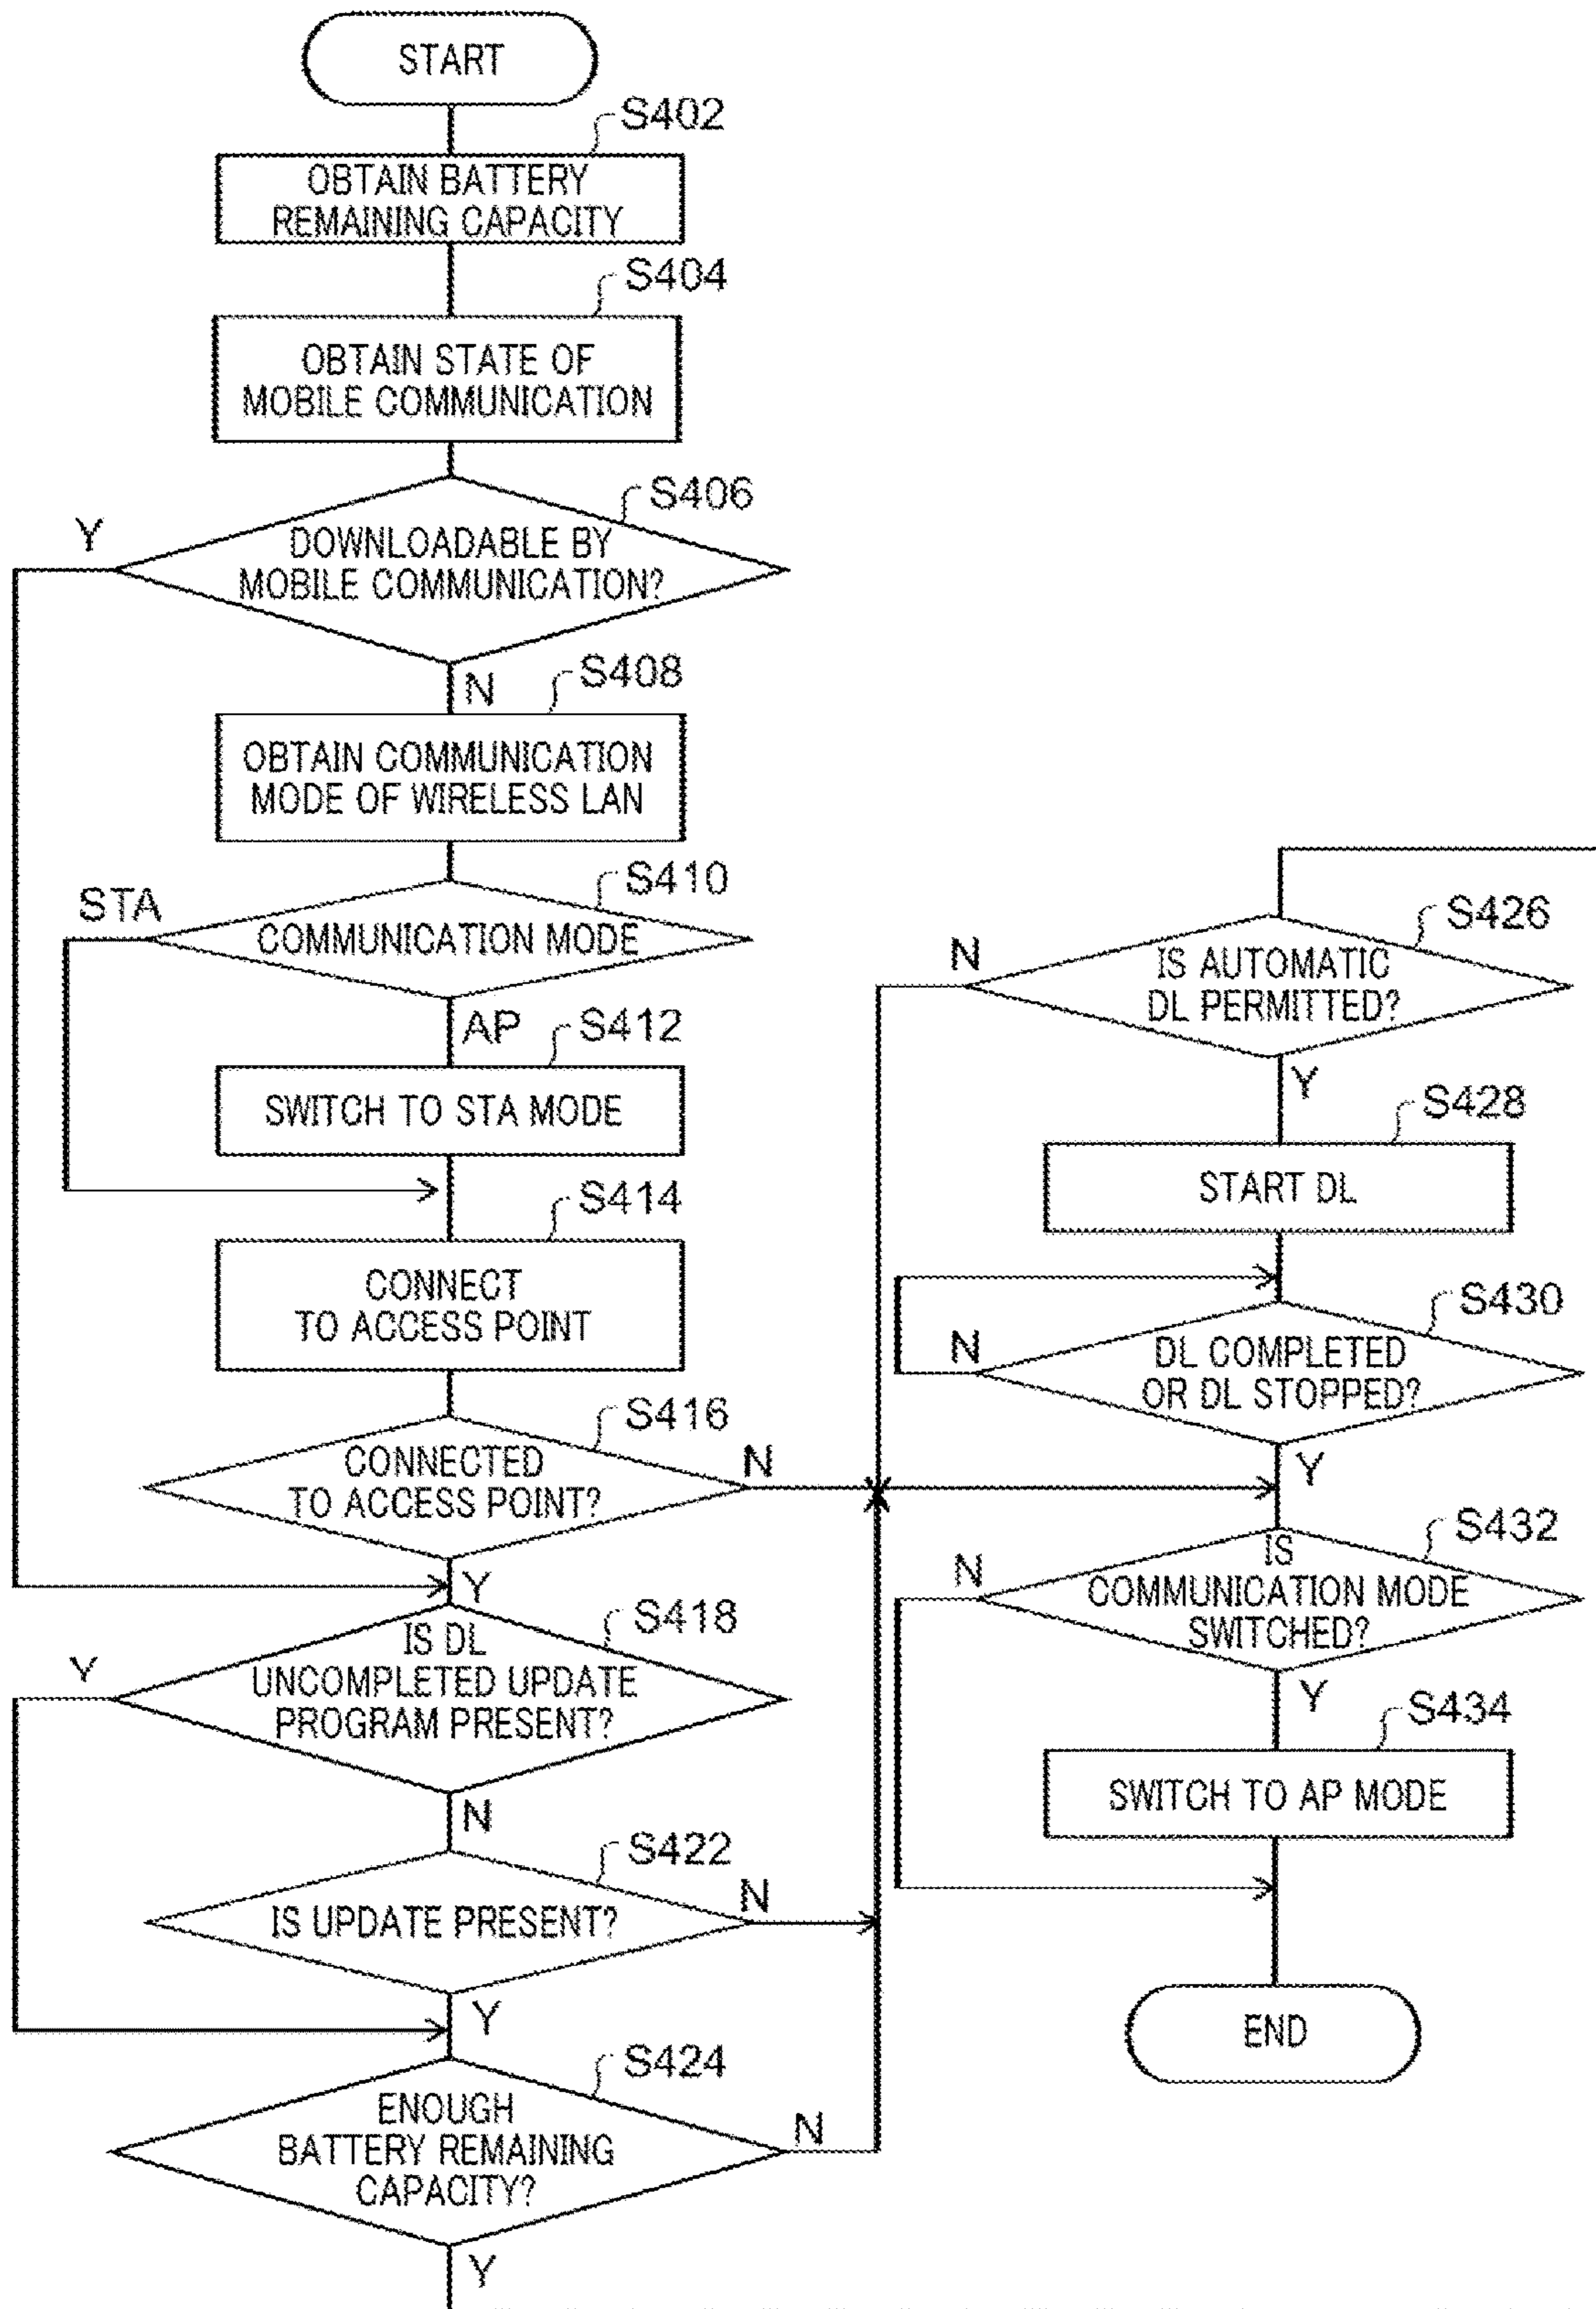 START
S402
OBTAIN BATTERY
REMAINING CAPACITY
S404
OBTAIN STATE OF
MOBILE COMMUNICATION
S406
Y
DOWNLOADABLE BY
MOBILE COMMUNICATION?
N
S408
OBTAIN COMMUNICATION
MODE OF WIRELESS LAN
S410
STA
COMMUNICATION MODE
AP
S412
SWITCH TO STA MODE
S414
CONNECT
TO ACCESS POINT
S416
CONNECTED
TO ACCESS POINT?
N
Y
S418
Y
IS DL
UNCOMPLETED UPDATE
PROGRAM PRESENT?
N
S422
IS UPDATE PRESENT?
N
Y
S424
ENOUGH
BATTERY REMAINING
CAPACITY?
N
Y
S426
N
IS AUTOMATIC
DL PERMITTED?
Y
S428
START DL
S430
N
DL COMPLETED
OR DL STOPPED?
Y
S432
N
IS
COMMUNICATION MODE
SWITCHED?
Y
S434
SWITCH TO AP MODE
END